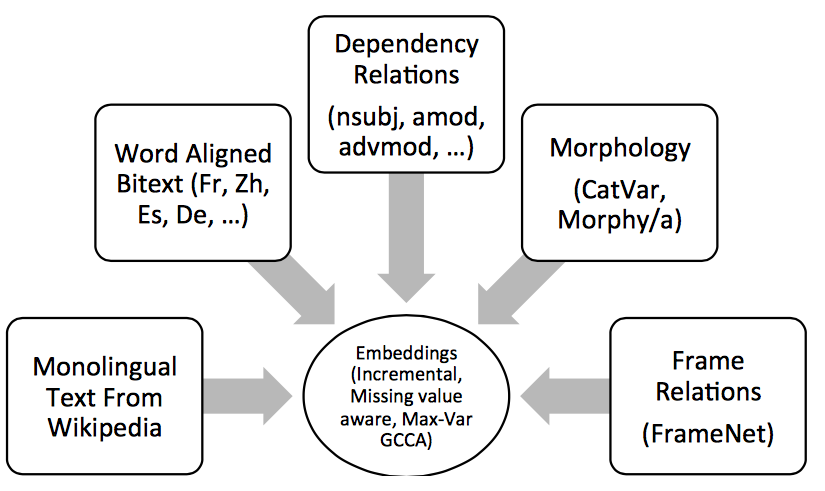 Dependency
Relations
(nsubj, amod,
advmod, ...)
Word Aligned
Bitext (Fr, Zh,
Es, De, ...)
Morphology
(CatVar,
Morphy/a)
Monolingual
Text From
Wikipedia
Embeddings
(Incremental,
Missing value
aware, Max-Var
GCCA)
Frame
Relations
(FrameNet)